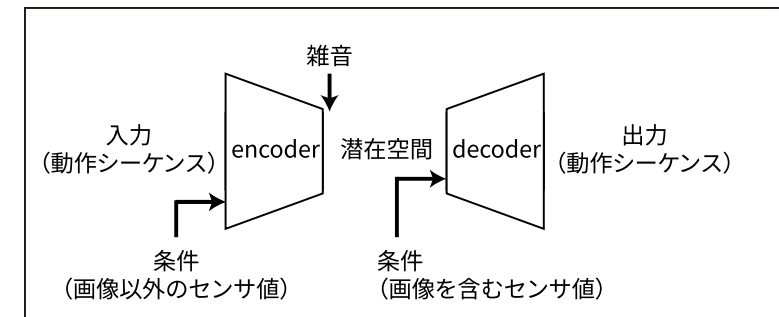 雑音
入力
（動作シーケンス）
encoder
潜在空間
decoder
出力
（動作シーケンス）
条件
（画像以外のセンサ値）
条件
（画像を含むセンサ値）